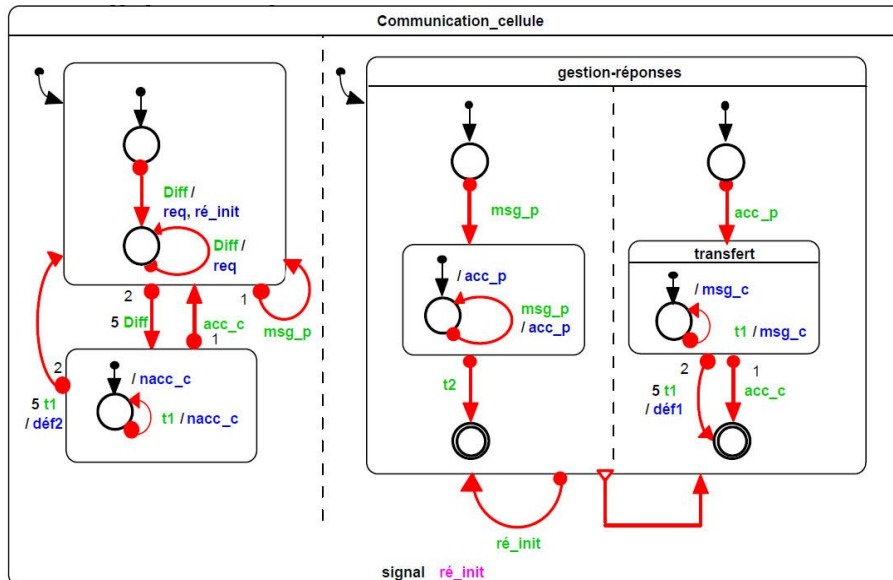 Communication_cellule
Diff /
req, ré_init
Diff /
req
2
1
5 Diff
acc_c
msg_p
1
2
/ nacc_c
5 t1
/ déf2
t1 / nacc_c
gestion-réponses
msg_p
acc_p
/ acc_p
msg_p
/ acc_p
t2
transfert
/ msg_c
t1 / msg_c
2
1
5 t1
/ déf1
acc_c
ré_init
signal ré_init